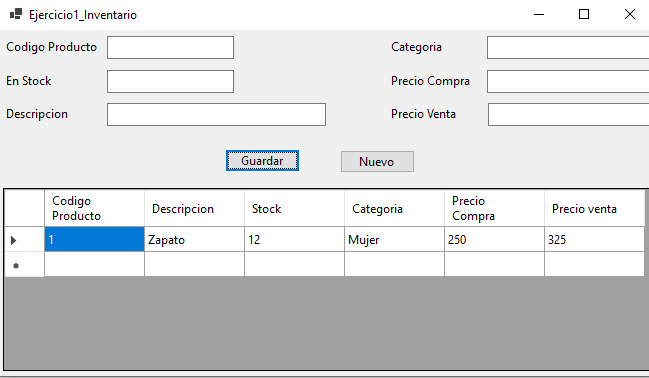 Ejercicio1_Inventario
Codigo Producto
Categoria
En Stock
Precio Compra
Descripcion
Precio Venta
Guardar
Nuevo
Codigo Producto
Descripcion
Stock
Categoria
Precio Compra
Precio venta
1
Zapato
12
Mujer
250
325